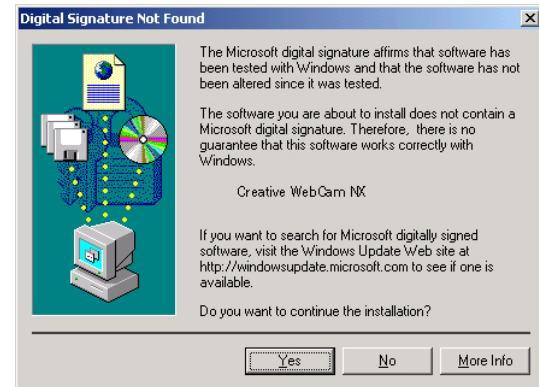 Digital Signature Not Found
The Microsoft digital signature affirms that software has
been tested with Windows and that the software has not
been altered since it was tested.
The software you are about to install does not contain a
Microsoft digital signature. Therefore, there is no
guarantee that this software works correctly with
Windows.
Creative WebCam NX
If you want to search for Microsoft digitally signed
software, visit the Windows Update Web site at
http://windowsupdate.microsoft.com to see if one is
available.
Do you want to continue the installation?
Yes No More Info